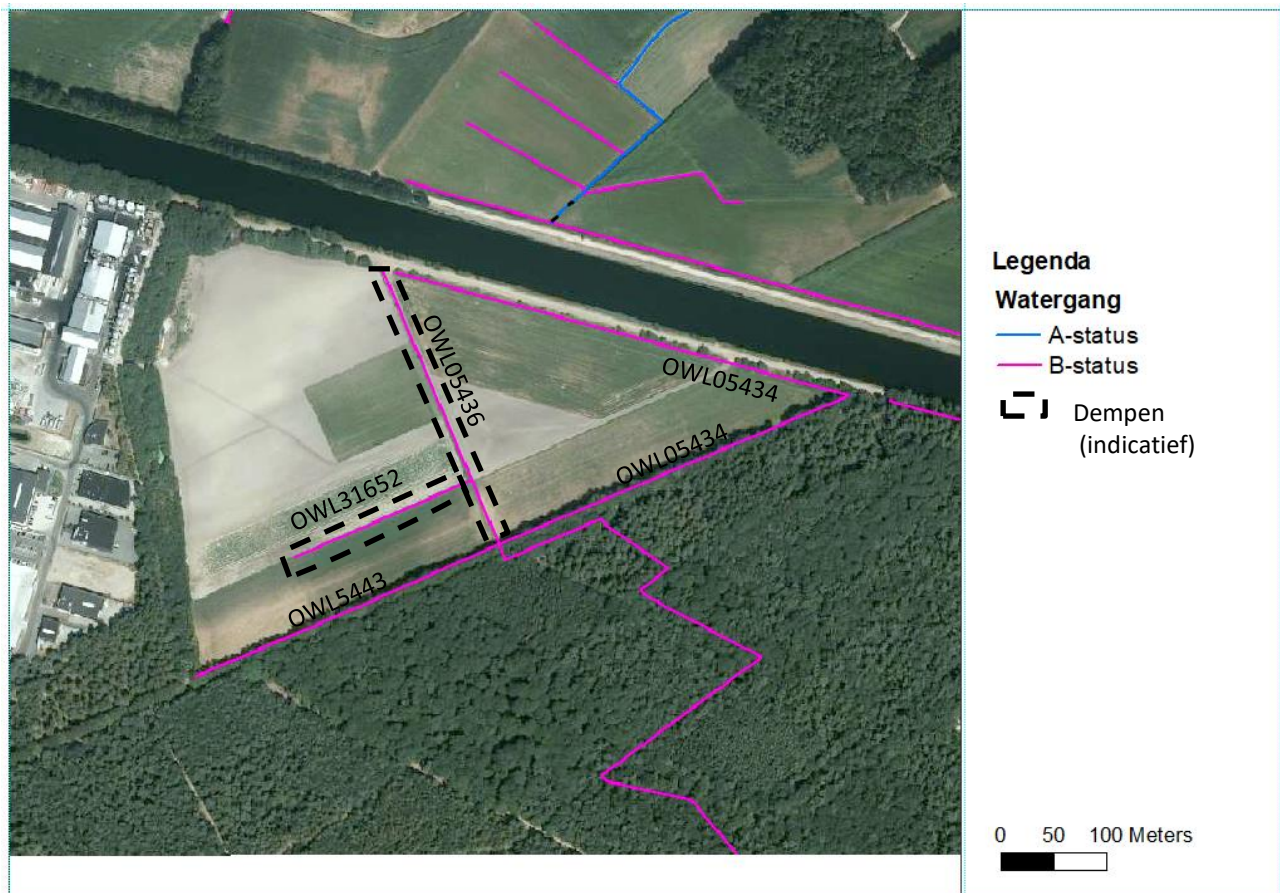 OWL05436
OWL05434
OWL05434
OWL31652
OWL5443
Legenda
Watergang
A-status
B-status
Dempen
(indicatief)
0 50 100 Meters